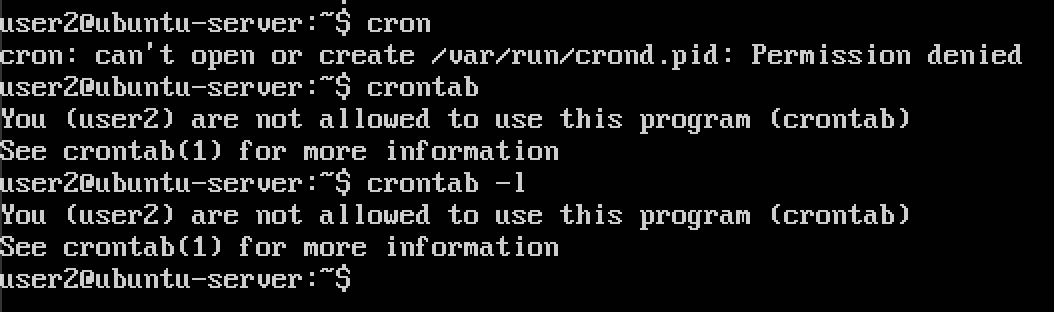 user2@ubuntu-server:~$ cron
cron: can't open or create /var/run/crond.pid: Permission denied
user2@ubuntu-server:~$ crontab
You (user2) are not allowed to use this program (crontab)
See crontab(1) for more information
user2@ubuntu-server:~$ crontab -l
You (user2) are not allowed to use this program (crontab)
See crontab(1) for more information
user2@ubuntu-server:~$